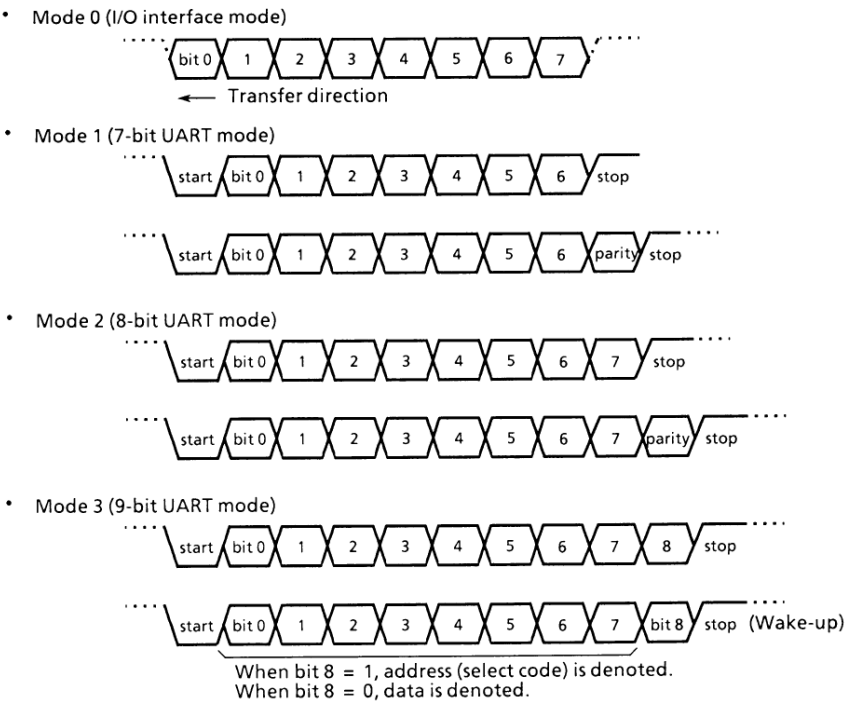 • Mode 0 (I/O interface mode)
bit 0 1 2 3 4 5 6 7
← Transfer direction
• Mode 1 (7-bit UART mode)
start bit 0 1 2 3 4 5 6 stop
start bit 0 1 2 3 4 5 6 parity stop
• Mode 2 (8-bit UART mode)
start bit 0 1 2 3 4 5 6 7 stop
start bit 0 1 2 3 4 5 6 7 parity stop
• Mode 3 (9-bit UART mode)
start bit 0 1 2 3 4 5 6 7 8 stop
start bit 0 1 2 3 4 5 6 7 bit 8 stop (Wake-up)
When bit 8 = 1, address (select code) is denoted.
When bit 8 = 0, data is denoted.